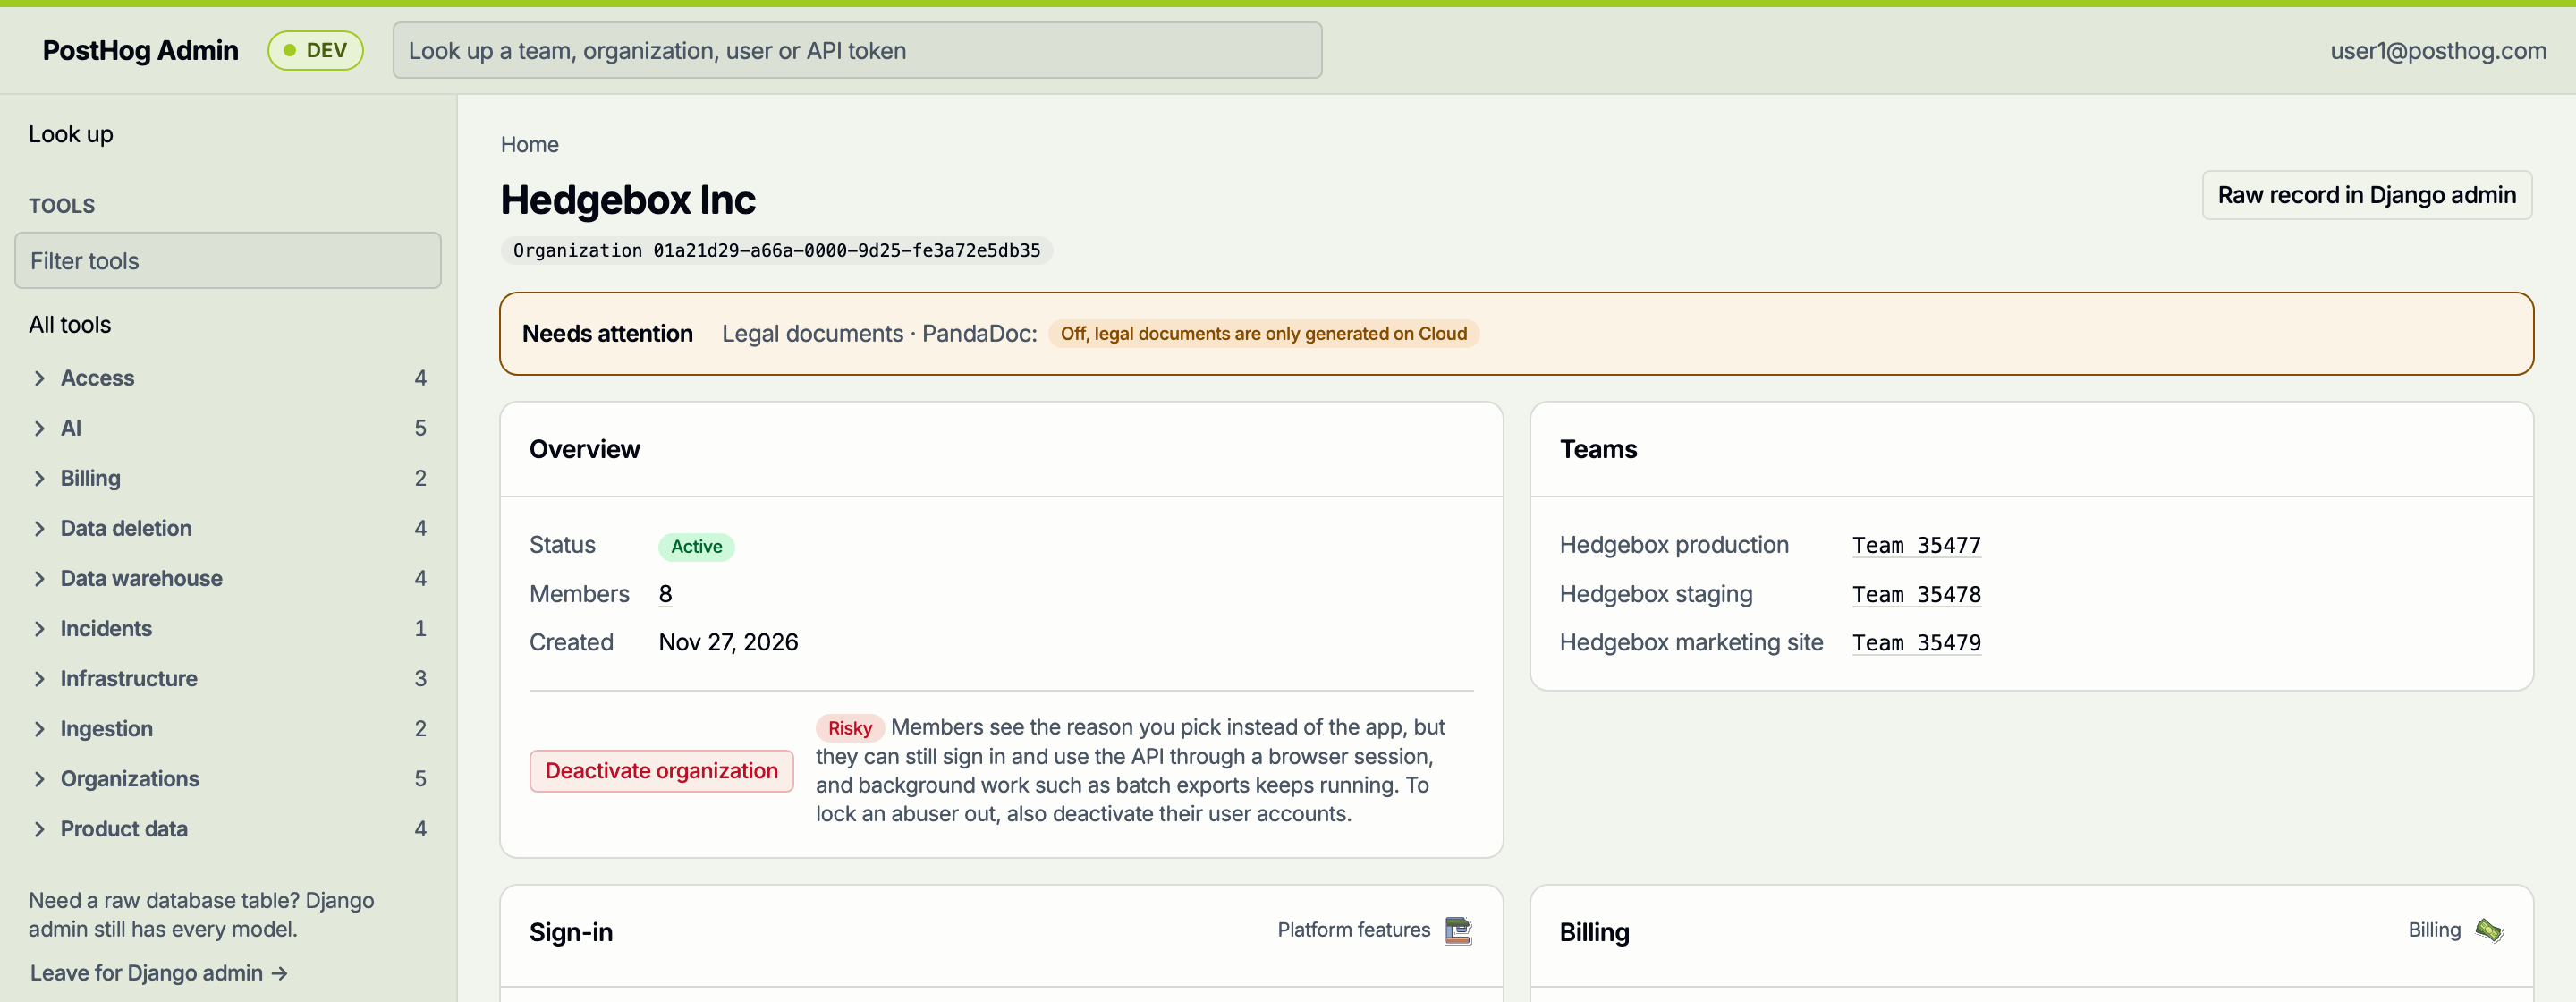 PostHog Admin
DEV
Look up a team, organization, user or API token
user1@posthog.com
Look up
TOOLS
Filter tools
All tools
Access 4
AI 5
Billing 2
Data deletion 4
Data warehouse 4
Incidents 1
Infrastructure 3
Ingestion 2
Organizations 5
Product data 4
Need a raw database table? Django
admin still has every model.
Leave for Django admin →
Home
Hedgebox Inc
Raw record in Django admin
Organization 01a21d29-a66a-0000-9d25-fe3a72e5db35
Needs attention Legal documents · PandaDoc: Off, legal documents are only generated on Cloud
Overview
Status Active
Members 8
Created Nov 27, 2026
Deactivate organization
Risky Members see the reason you pick instead of the app, but
they can still sign in and use the API through a browser session,
and background work such as batch exports keeps running. To
lock an abuser out, also deactivate their user accounts.
Teams
Hedgebox production Team 35477
Hedgebox staging Team 35478
Hedgebox marketing site Team 35479
Sign-in
Platform features
Billing
Billing